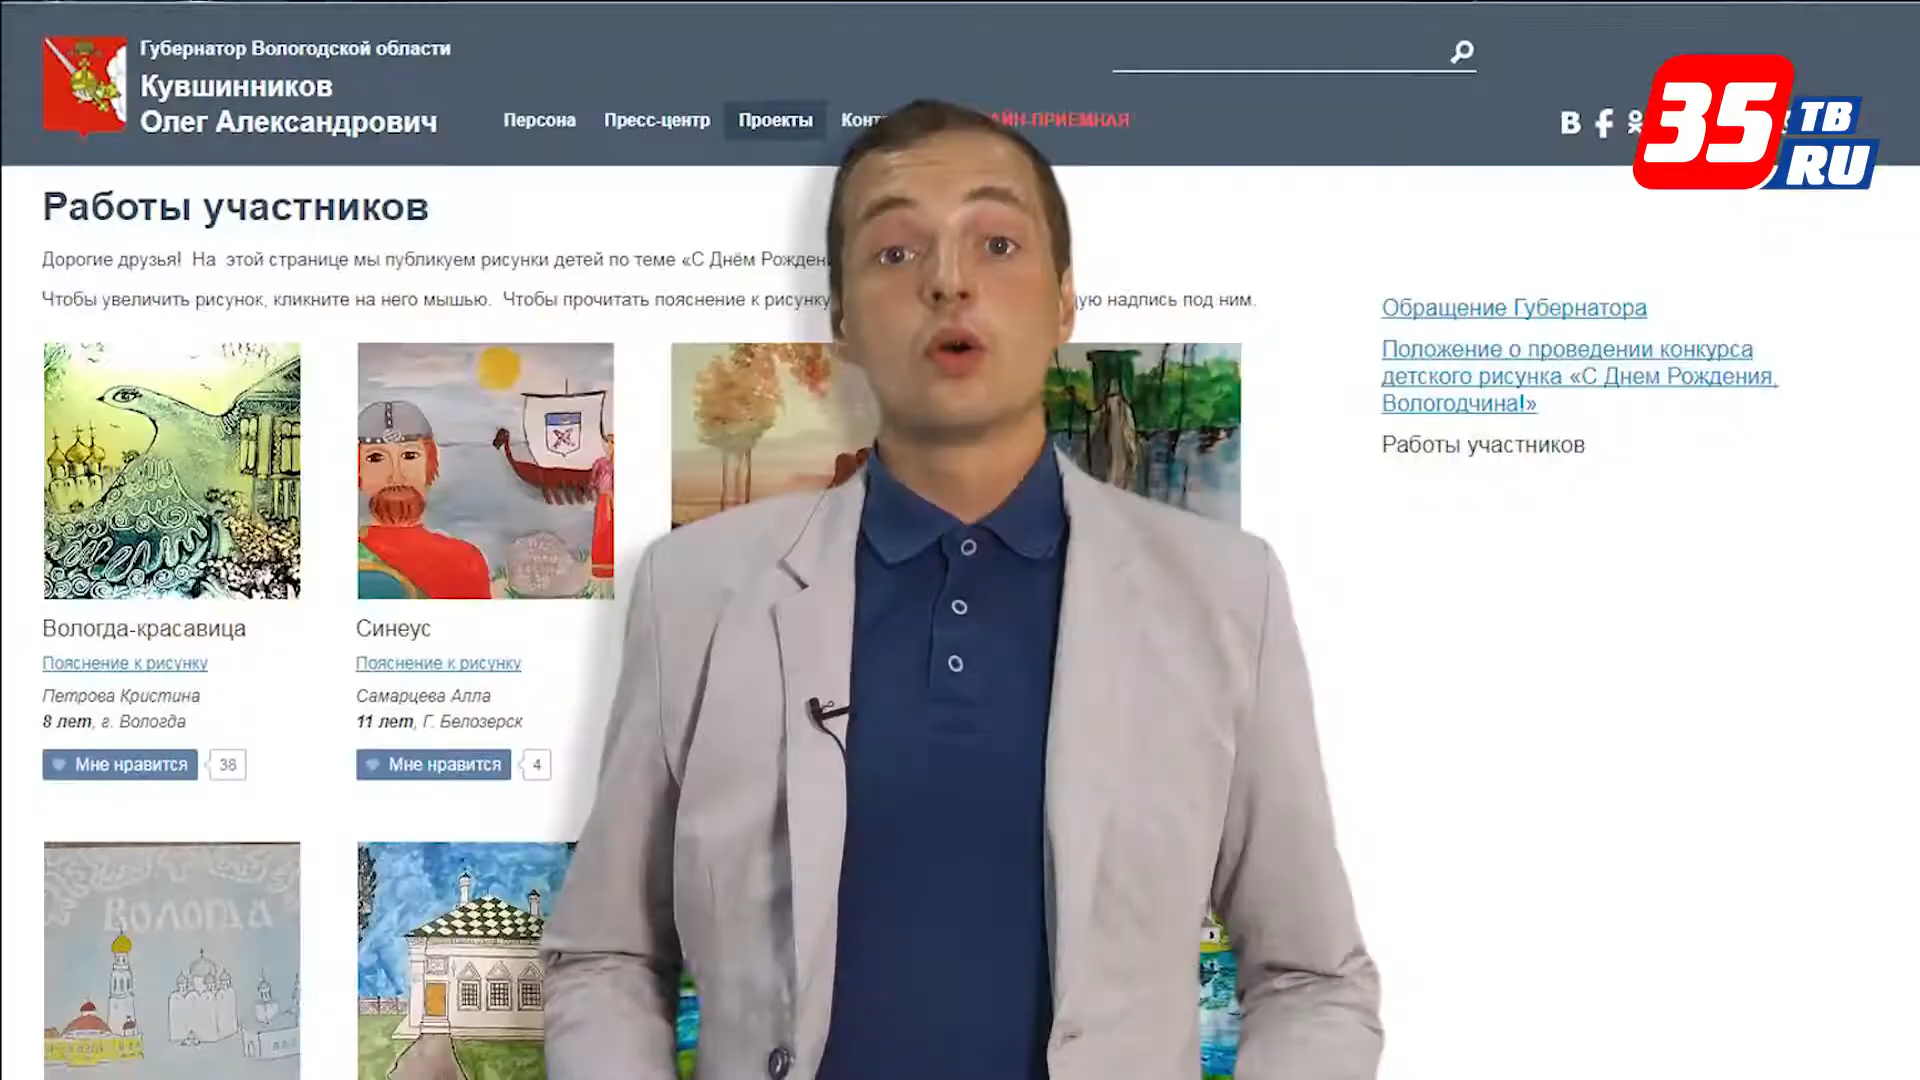 Губернатор Вологодской области
Кувшинников
Олег Александрович
Персона
Пресс-центр
Проекты
35
ТВ
RU
Работы участников
Дорогие друзья! На этой странице мы публикуем рисунки детей по теме «С Днём
Чтобы увеличить рисунок, кликните на него мышью. Чтобы прочитать пояснение к рисунку
надпись под ним.
Обращение Губернатора
Положение о проведении конкурса
детского рисунка «С Днем Рождения,
Вологодчина!»
Работы участников
Вологда-красавица
Пояснение к рисунку
Петрова Кристина
8 лет, г. Вологда
Мне нравится 38
Синеус
Пояснение к рисунку
Самарцева Алла
11 лет, Г. Белозерск
Мне нравится 4
Вологда